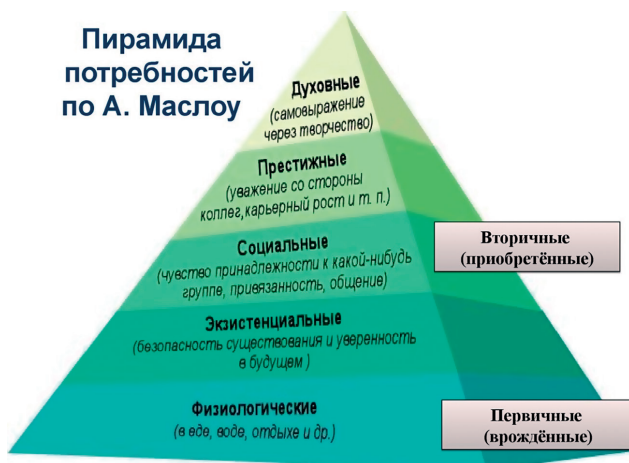 Пирамида
потребностей
по А. Маслоу
Духовные
(самовыражение
через творчество)
Престижные
(уважение со стороны
коллег,карьерный рост и т. п.)
Социальные
(чувство принадлежности к какой-нибудь
группе, привязанность, общение)
Вторичные
(приобретённые)
Экзистенциальные
(безопасность существования и уверенность
в будущем )
Физиологические
(в еде, воде, отдыхе и др.)
Первичные
(врождённые)